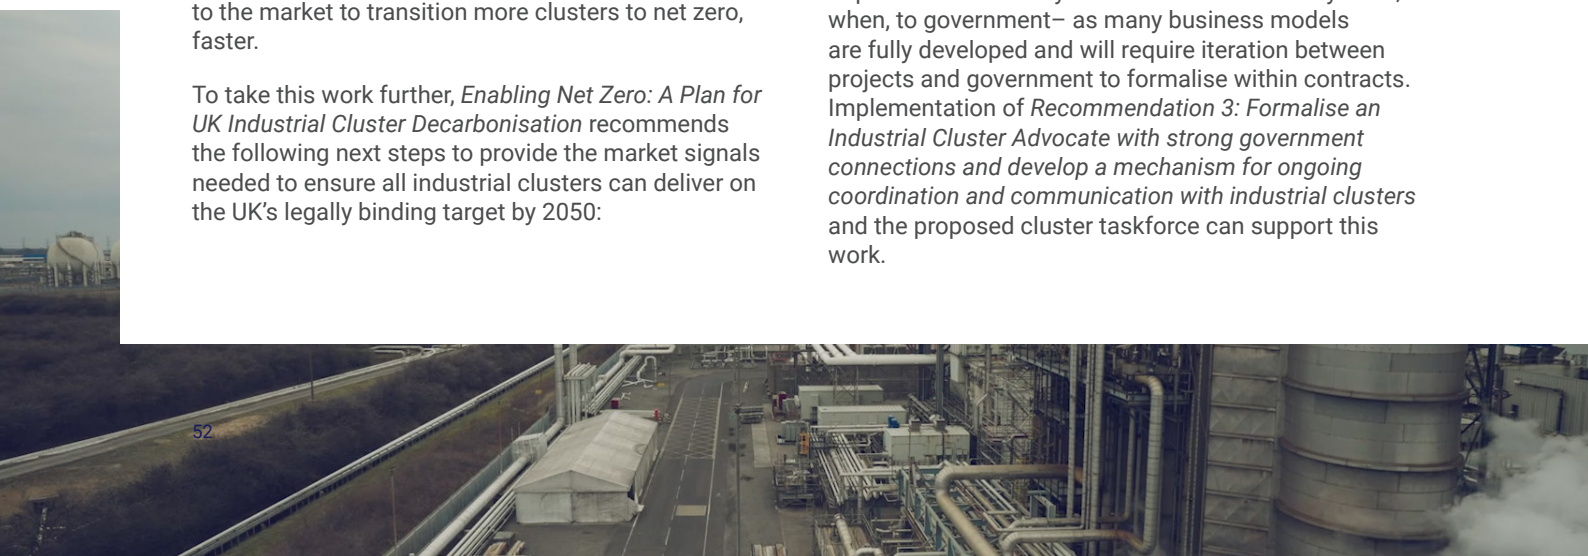 to the market to transition more clusters to net zero,
faster.
To take this work further, Enabling Net Zero: A Plan for
UK Industrial Cluster Decarbonisation recommends
the following next steps to provide the market signals
needed to ensure all industrial clusters can deliver on
the UK’s legally binding target by 2050:
when, to government– as many business models
are fully developed and will require iteration between
projects and government to formalise within contracts.
Implementation of Recommendation 3: Formalise an
Industrial Cluster Advocate with strong government
connections and develop a mechanism for ongoing
coordination and communication with industrial clusters
and the proposed cluster taskforce can support this
work.
52